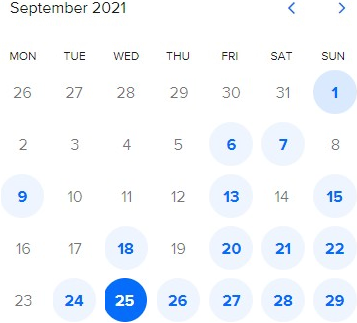 September 2021
MON TUE WED THU FRI SAT SUN
26 27 28 29 30 31 1
2 3 4 5 6 7 8
9 10 11 12 13 14 15
16 17 18 19 20 21 22
23 24 25 26 27 28 29